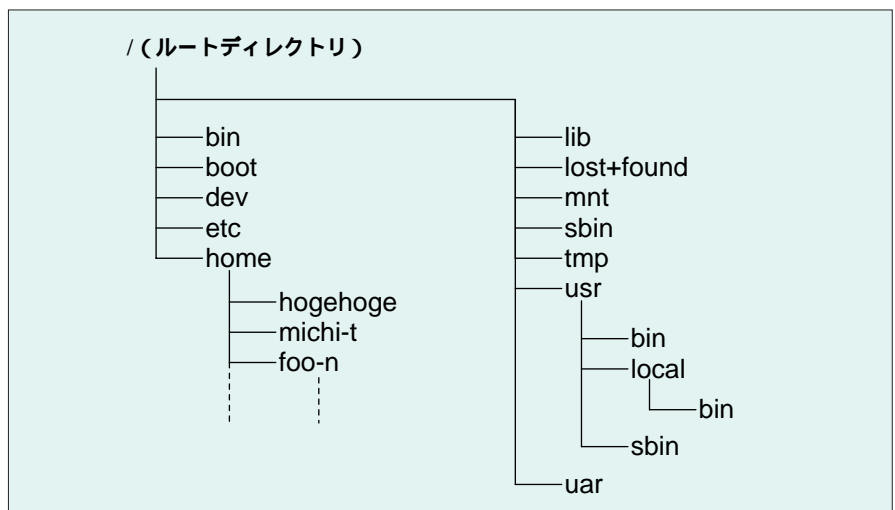 /（ルートディレクトリ）
bin
boot
dev
etc
home
hogehoge
michi-t
foo-n
lib
lost+found
mnt
sbin
tmp
usr
bin
local
bin
sbin
uar